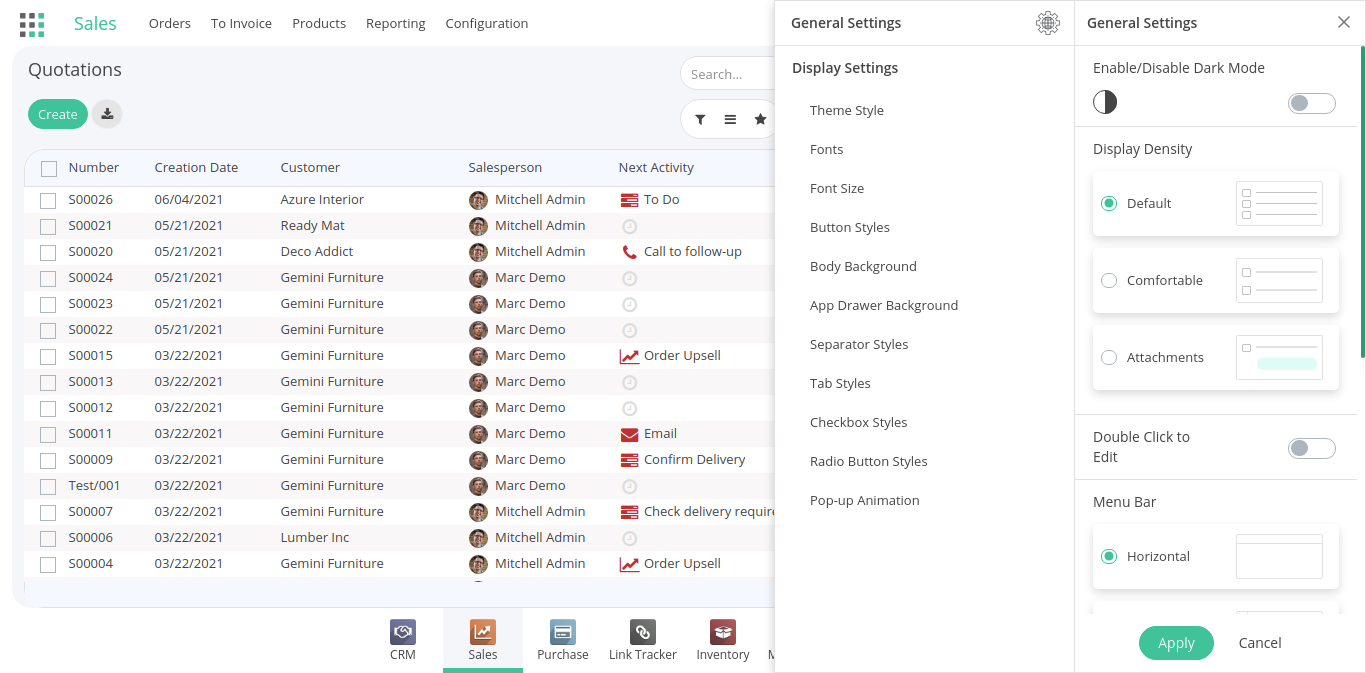 Sales
Orders
To Invoice
Products
Reporting
Configuration
Quotations
Search...
Create
Number Creation Date Customer Salesperson Next Activity
S00026 06/04/2021 Azure Interior Mitchell Admin To Do
S00021 05/21/2021 Ready Mat Mitchell Admin
S00020 05/21/2021 Deco Addict Mitchell Admin Call to follow-up
S00024 05/21/2021 Gemini Furniture Marc Demo
S00023 05/21/2021 Gemini Furniture Marc Demo
S00022 05/21/2021 Gemini Furniture Marc Demo
S00015 03/22/2021 Gemini Furniture Marc Demo Order Upsell
S00013 03/22/2021 Gemini Furniture Marc Demo
S00012 03/22/2021 Gemini Furniture Marc Demo
S00011 03/22/2021 Gemini Furniture Marc Demo Email
S00009 03/22/2021 Gemini Furniture Marc Demo Confirm Delivery
Test/001 03/22/2021 Gemini Furniture Marc Demo
S00007 03/22/2021 Gemini Furniture Mitchell Admin Check delivery require
S00006 03/22/2021 Lumber Inc Mitchell Admin
S00004 03/22/2021 Gemini Furniture Mitchell Admin Order Upsell
CRM
Sales
Purchase
Link Tracker
Inventory
General Settings
Display Settings
Theme Style
Fonts
Font Size
Button Styles
Body Background
App Drawer Background
Separator Styles
Tab Styles
Checkbox Styles
Radio Button Styles
Pop-up Animation
General Settings
Enable/Disable Dark Mode
Display Density
Default
Comfortable
Attachments
Double Click to
Edit
Menu Bar
Horizontal
Apply
Cancel